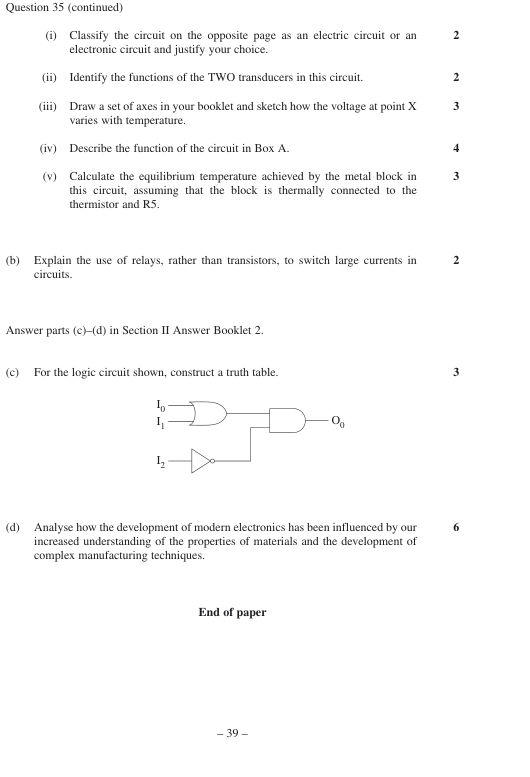 Question 35 (continued)
(i) Classify the circuit on the opposite page as an electric circuit or an 2
electronic circuit and justify your choice.
(ii) Identify the functions of the TWO transducers in this circuit. 2
(iii) Draw a set of axes in your booklet and sketch how the voltage at point X 3
varies with temperature.
(iv) Describe the function of the circuit in Box A. 4
(v) Calculate the equilibrium temperature achieved by the metal block in 3
this circuit, assuming that the block is thermally connected to the
thermistor and R5.
(b) Explain the use of relays, rather than transistors, to switch large currents in 2
circuits.
Answer parts (c)–(d) in Section II Answer Booklet 2.
(c) For the logic circuit shown, construct a truth table. 3
I0
I1
O0
I2
(d) Analyse how the development of modern electronics has been influenced by our 6
increased understanding of the properties of materials and the development of
complex manufacturing techniques.
End of paper
– 39 –